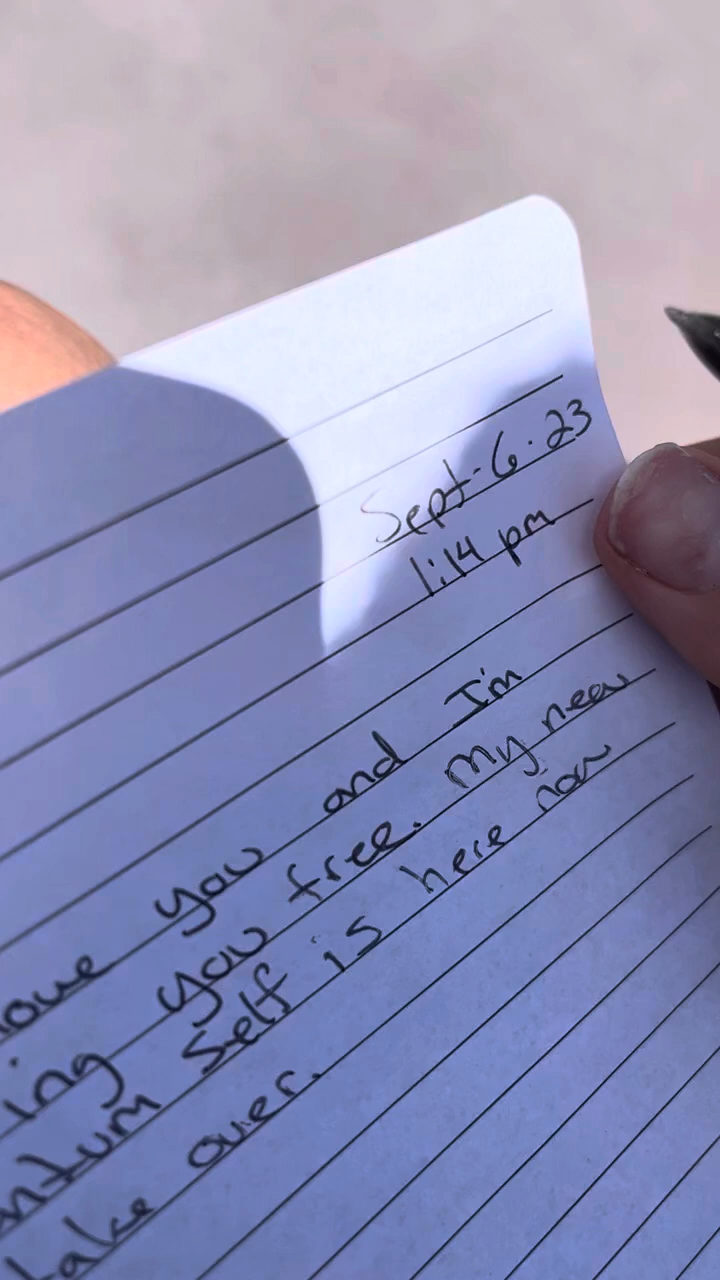 Sept. 6. 23
1:14 pm
love you and I'm
ing you free. My new
antum Self is here now
take over.